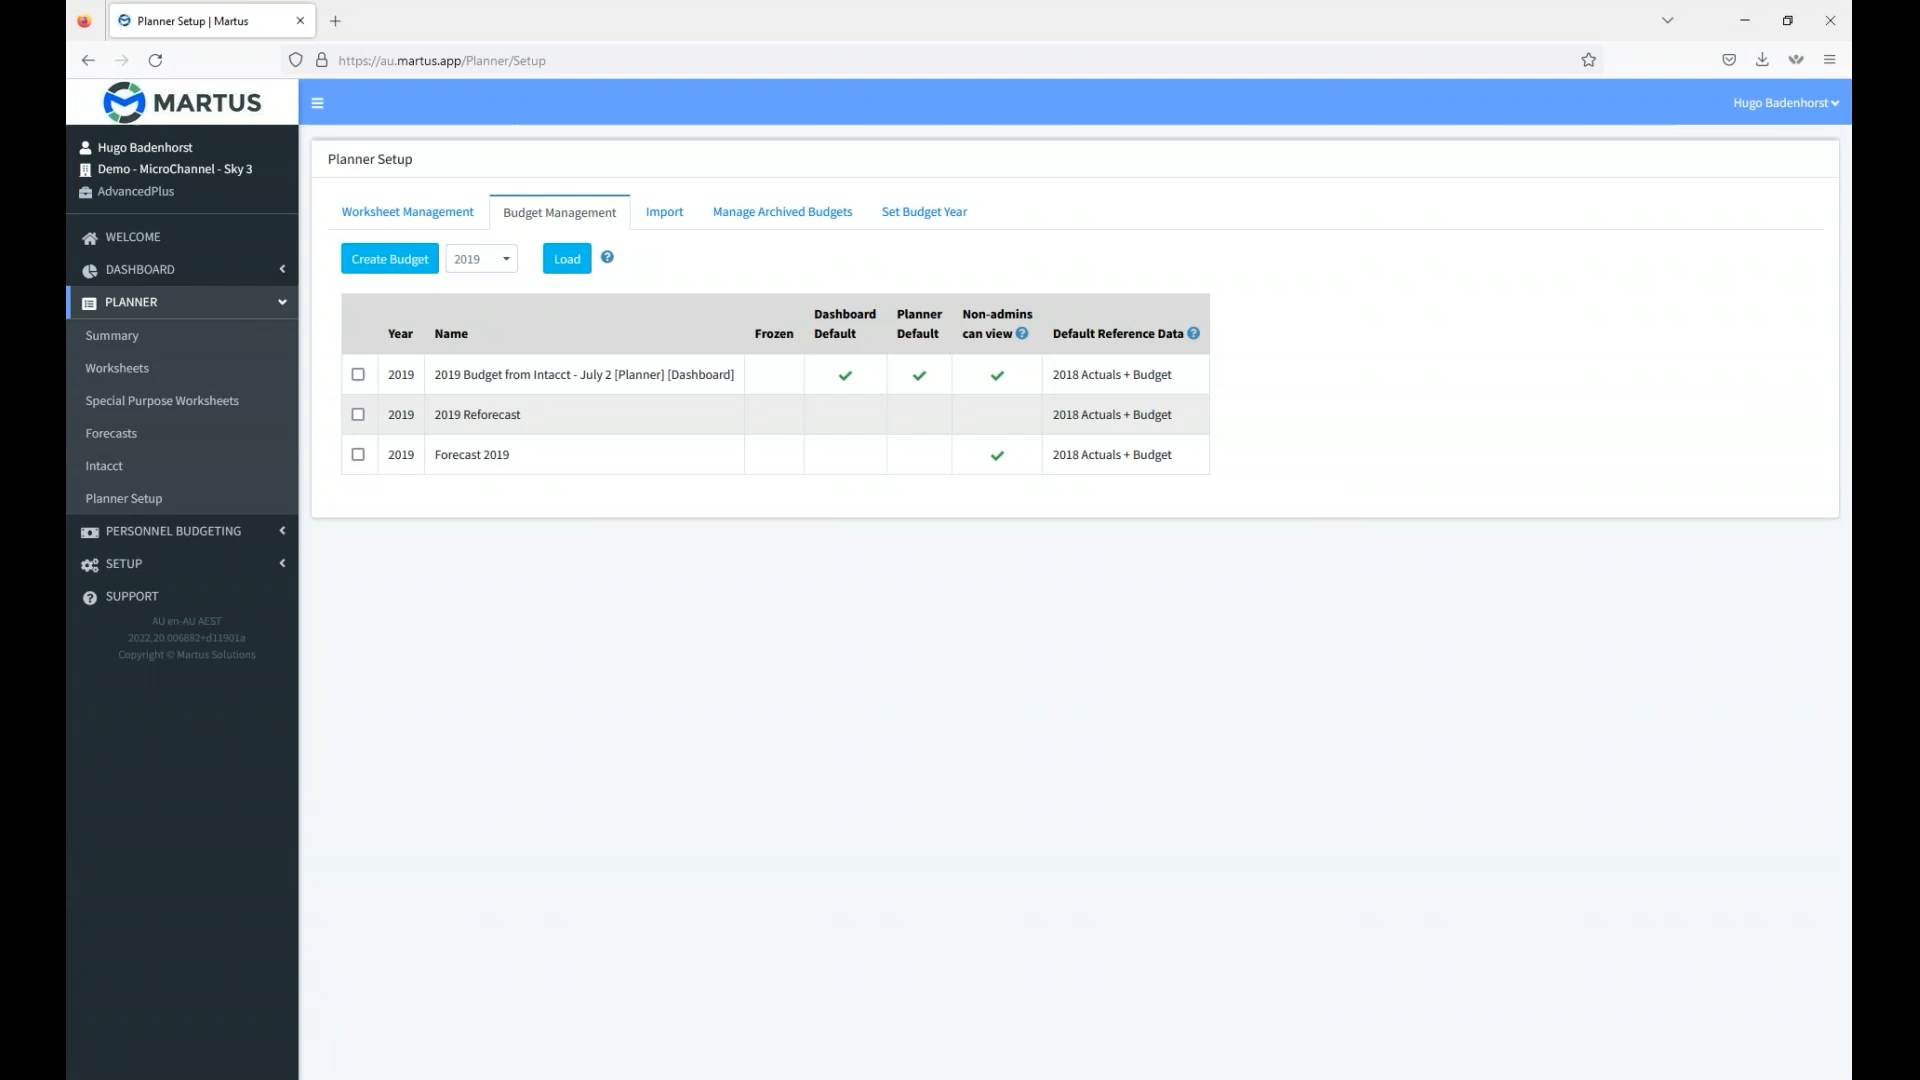 Planner Setup | Martus
https://au.martus.app/Planner/Setup
MARTUS
Hugo Badenhorst
Hugo Badenhorst
Demo - MicroChannel - Sky 3
AdvancedPlus
WELCOME
DASHBOARD
PLANNER
Summary
Worksheets
Special Purpose Worksheets
Forecasts
Intacct
Planner Setup
PERSONNEL BUDGETING
SETUP
SUPPORT
AU en-AU AEST
2022.20.006882+d11901a
Copyright © Martus Solutions
Planner Setup
Worksheet Management Budget Management Import Manage Archived Budgets Set Budget Year
Create Budget 2019 Load
Year Name Frozen Dashboard Default Planner Default Non-admins can view Default Reference Data
2019 2019 Budget from Intacct - July 2 [Planner] [Dashboard] 2018 Actuals + Budget
2019 2019 Reforecast 2018 Actuals + Budget
2019 Forecast 2019 2018 Actuals + Budget